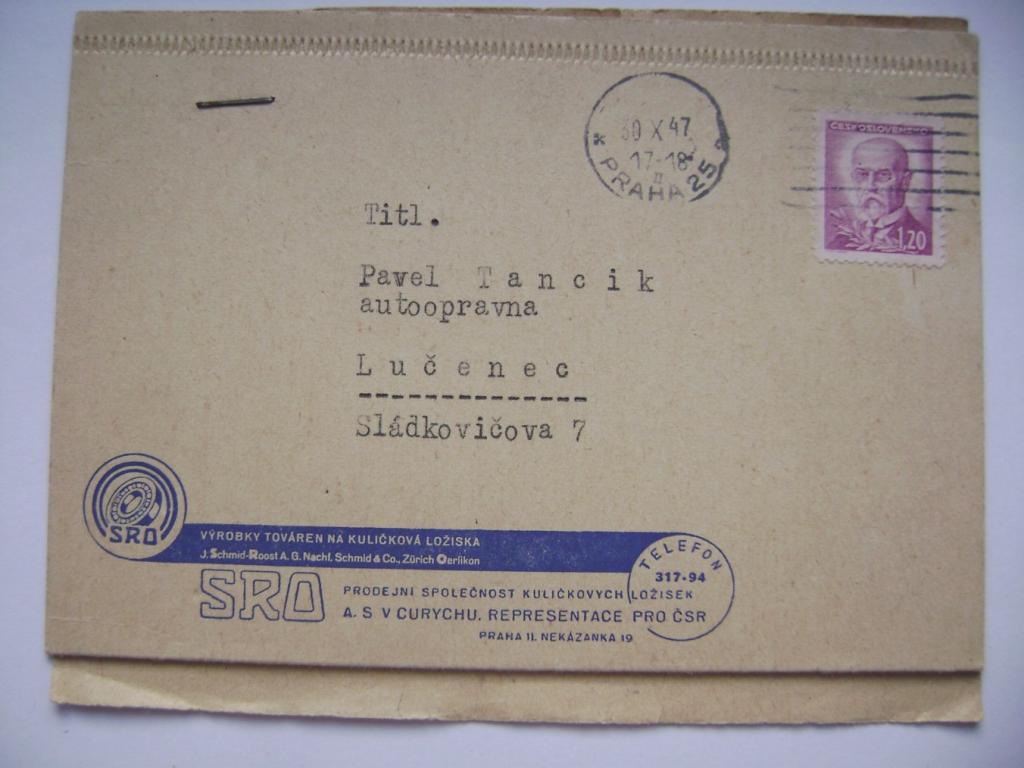 30 X 47
17-18
II
PRAHA 25
ČESKOSLOVENSKO
1,20
Titl.
Pavel Tancik
autoopravna
Lučenec
Sládkovičova 7
SRO
VÝROBKY TOVÁREN NA KULIČKOVÁ LOŽISKA
J. Schmid-Roost A. G. Nachf. Schmid & Co., Zürich Oerlikon
TELEFON
317-94
SRO
PRODEJNÍ SPOLEČNOST KULIČKOVÝCH LOŽISEK
A. S V CURYCHU, REPRESENTACE PRO ČSR
PRAHA II. NEKÁZANKA 19